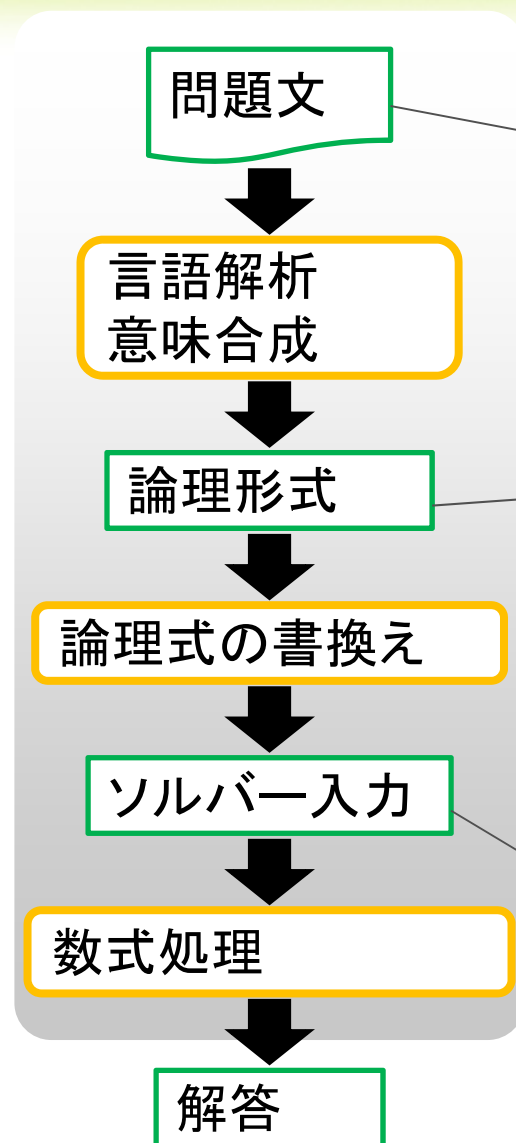 問題文
言語解析
意味合成
論理形式
論理式の書換え
ソルバー入力
数式処理
解答